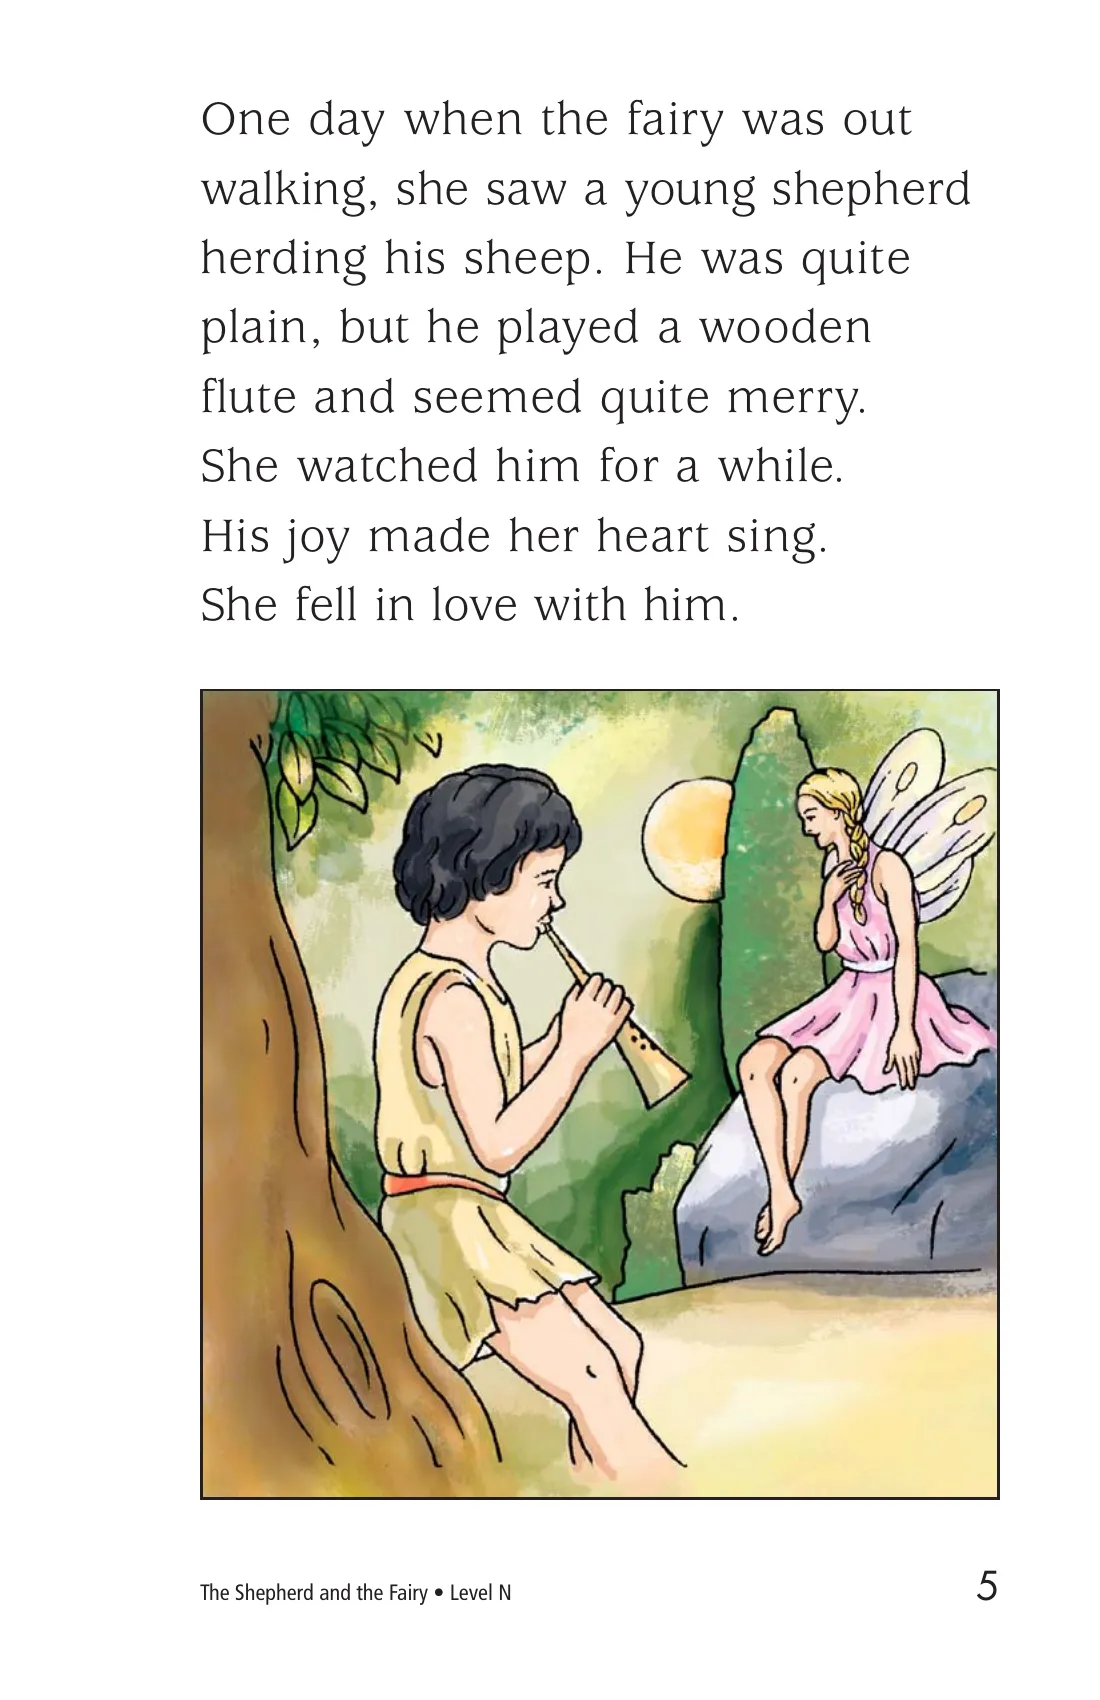 One day when the fairy was out
walking, she saw a young shepherd
herding his sheep. He was quite
plain, but he played a wooden
flute and seemed quite merry.
She watched him for a while.
His joy made her heart sing.
She fell in love with him.
The Shepherd and the Fairy • Level N
5